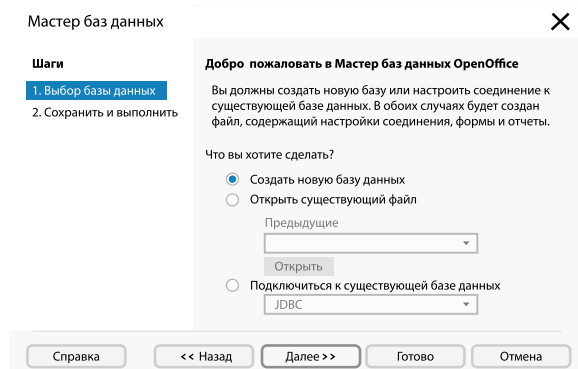 Мастер баз данных
Шаги
1. Выбор базы данных
2. Сохранить и выполнить
Добро пожаловать в Мастер баз данных OpenOffice
Вы должны создать новую базу или настроить соединение к
существующей базе данных. В обоих случаях будет создан
файл, содержащий настройки соединения, формы и отчеты.
Что вы хотите сделать?
Создать новую базу данных
Открыть существующий файл
Предыдущие
Открыть
Подключиться к существующей базе данных
JDBC
Справка
<< Назад
Далее >>
Готово
Отмена